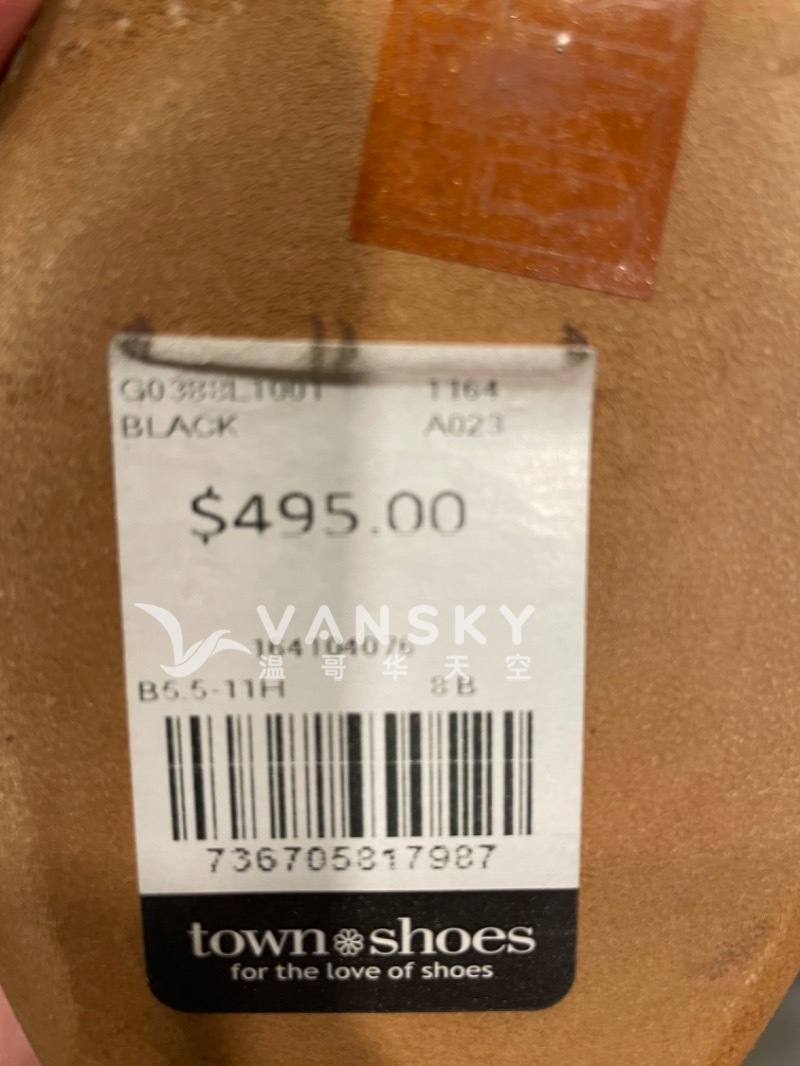 G0388L1001 1164
BLACK A023
$495.00
VANSKY
温哥华天空
164104076
B5.5-11H 8 B
736705817987
town shoes
for the love of shoes